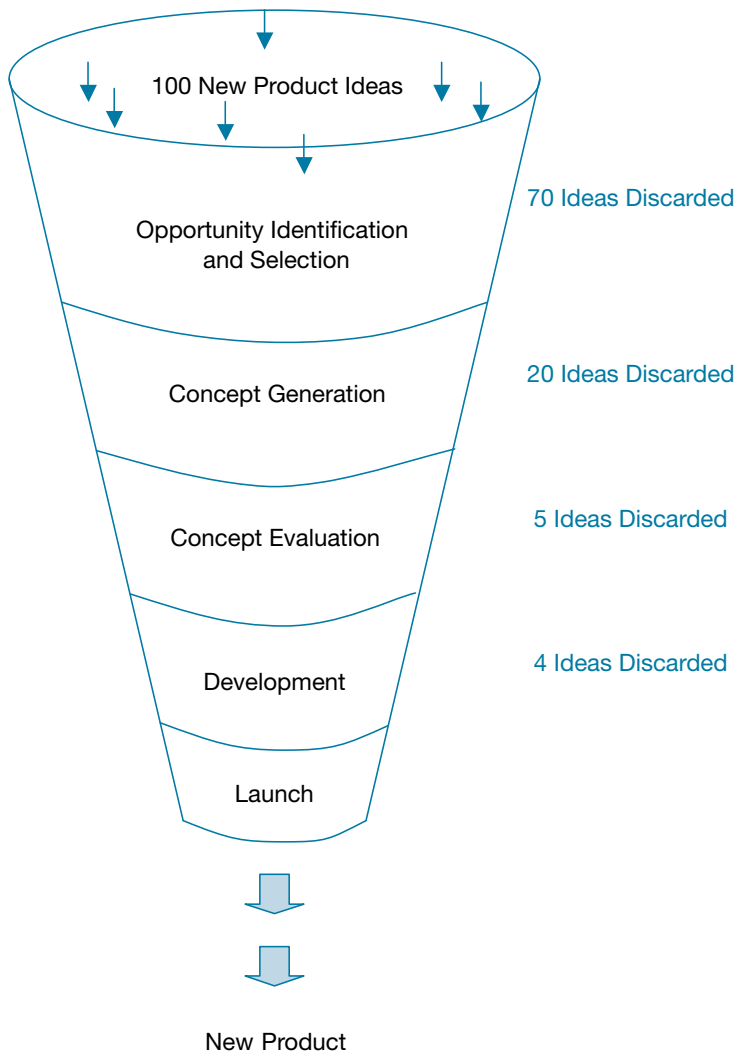 100 New Product Ideas
70 Ideas Discarded
Opportunity Identification
and Selection
20 Ideas Discarded
Concept Generation
5 Ideas Discarded
Concept Evaluation
4 Ideas Discarded
Development
Launch
New Product